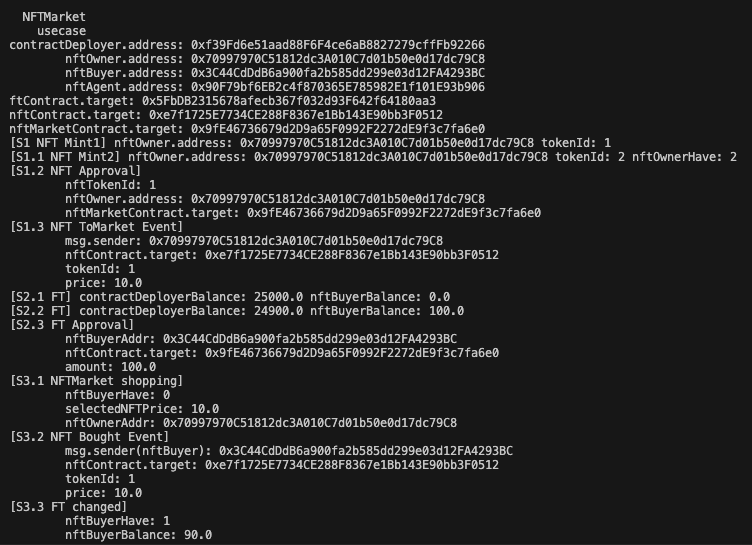 NFTMarket
usecase
contractDeployer.address: 0xf39Fd6e51aad88F6F4ce6aB8827279cffFb92266
nftOwner.address: 0x70997970C51812dc3A010C7d01b50e0d17dc79C8
nftBuyer.address: 0x3C44CdDdB6a900fa2b585dd299e03d12FA4293BC
nftAgent.address: 0x90F79bf6EB2c4f870365E785982E1f101E93b906
ftContract.target: 0x5FbDB2315678afecb367f032d93F642f64180aa3
nftContract.target: 0xe7f1725E7734CE288F8367e1Bb143E90bb3F0512
nftMarketContract.target: 0x9fE46736679d2D9a65F0992F2272dE9f3c7fa6e0
[S1 NFT Mint1] nftOwner.address: 0x70997970C51812dc3A010C7d01b50e0d17dc79C8 tokenId: 1
[S1.1 NFT Mint2] nftOwner.address: 0x70997970C51812dc3A010C7d01b50e0d17dc79C8 tokenId: 2 nftOwnerHave: 2
[S1.2 NFT Approval]
nftTokenId: 1
nftOwner.address: 0x70997970C51812dc3A010C7d01b50e0d17dc79C8
nftMarketContract.target: 0x9fE46736679d2D9a65F0992F2272dE9f3c7fa6e0
[S1.3 NFT ToMarket Event]
msg.sender: 0x70997970C51812dc3A010C7d01b50e0d17dc79C8
nftContract.target: 0xe7f1725E7734CE288F8367e1Bb143E90bb3F0512
tokenId: 1
price: 10.0
[S2.1 FT] contractDeployerBalance: 25000.0 nftBuyerBalance: 0.0
[S2.2 FT] contractDeployerBalance: 24900.0 nftBuyerBalance: 100.0
[S2.3 FT Approval]
nftBuyerAddr: 0x3C44CdDdB6a900fa2b585dd299e03d12FA4293BC
nftContract.target: 0x9fE46736679d2D9a65F0992F2272dE9f3c7fa6e0
amount: 100.0
[S3.1 NFTMarket shopping]
nftBuyerHave: 0
selectedNFTPrice: 10.0
nftOwnerAddr: 0x70997970C51812dc3A010C7d01b50e0d17dc79C8
[S3.2 NFT Bought Event]
msg.sender(nftBuyer): 0x3C44CdDdB6a900fa2b585dd299e03d12FA4293BC
nftContract.target: 0xe7f1725E7734CE288F8367e1Bb143E90bb3F0512
tokenId: 1
price: 10.0
[S3.3 FT changed]
nftBuyerHave: 1
nftBuyerBalance: 90.0